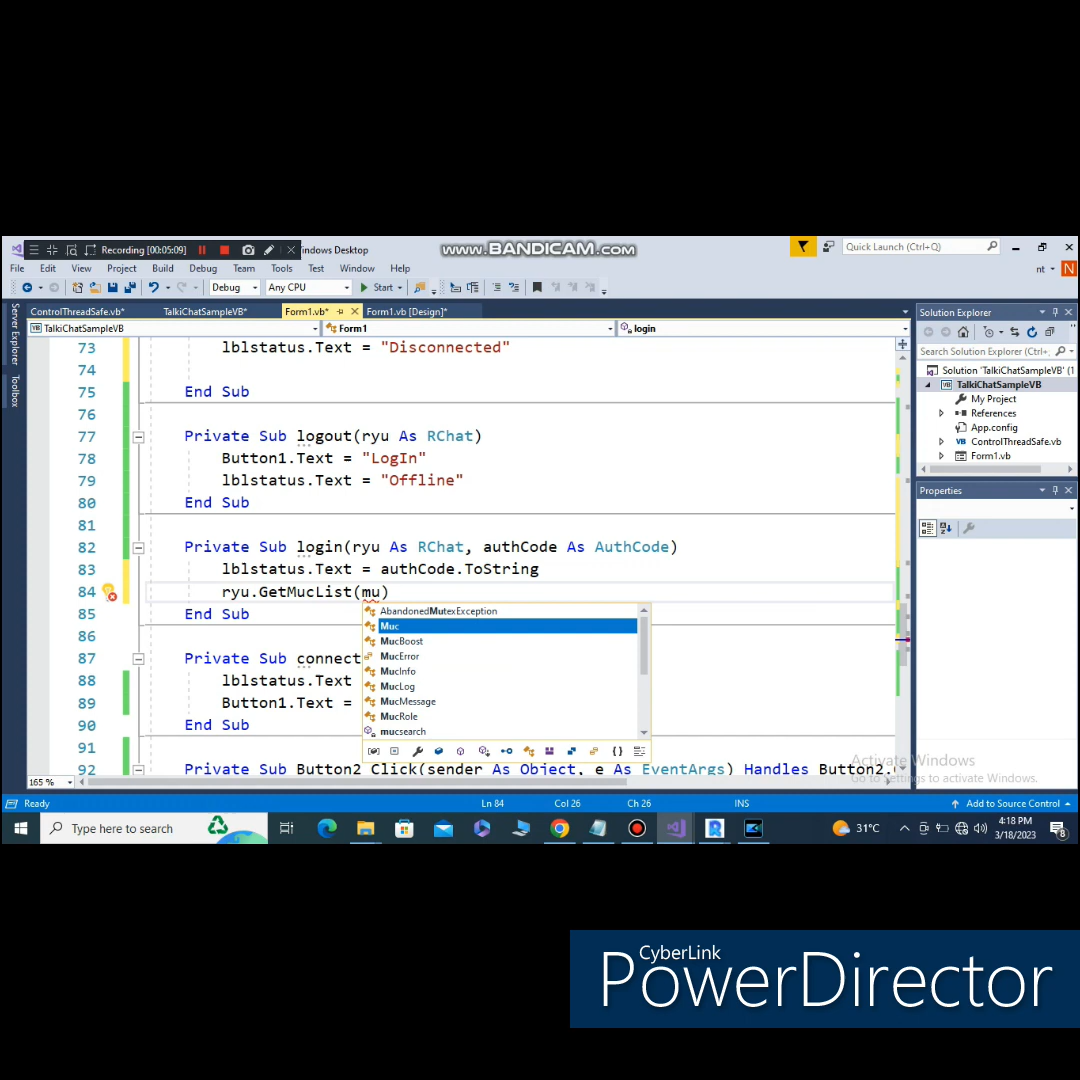 Recording [00:05:09]
indows Desktop
www.BANDICAM.com
Quick Launch (Ctrl+Q)
File Edit View Project Build Debug Team Tools Test Window Help
nt
N
Debug
Any CPU
Start
Server Explorer
Toolbox
ControlThreadSafe.vb*
TalkiChatSampleVB*
Form1.vb*
Form1.vb [Design]*
TalkiChatSampleVB
Form1
login
73 lblstatus.Text = "Disconnected"
74
75 End Sub
76
77 Private Sub logout(ryu As RChat)
78 Button1.Text = "LogIn"
79 lblstatus.Text = "Offline"
80 End Sub
81
82 Private Sub login(ryu As RChat, authCode As AuthCode)
83 lblstatus.Text = authCode.ToString
84 ryu.GetMucList(mu)
85 End Sub
86
87 Private Sub connect
88 lblstatus.Text
89 Button1.Text =
90 End Sub
91
92 Private Sub Button2_Click(sender As Object, e As EventArgs) Handles Button2.
AbandonedMutexException
Muc
MucBoost
MucError
MucInfo
MucLog
MucMessage
MucRole
mucsearch
165 %
Solution Explorer
Search Solution Explorer (Ctrl+;
Solution 'TalkiChatSampleVB' (1
TalkiChatSampleVB
My Project
References
App.config
ControlThreadSafe.vb
Form1.vb
Properties
Activate Windows
Go to Settings to activate Windows.
Ready
Ln 84
Col 26
Ch 26
INS
Add to Source Control
Type here to search
31°C
4:18 PM
3/18/2023
8
CyberLink
PowerDirector